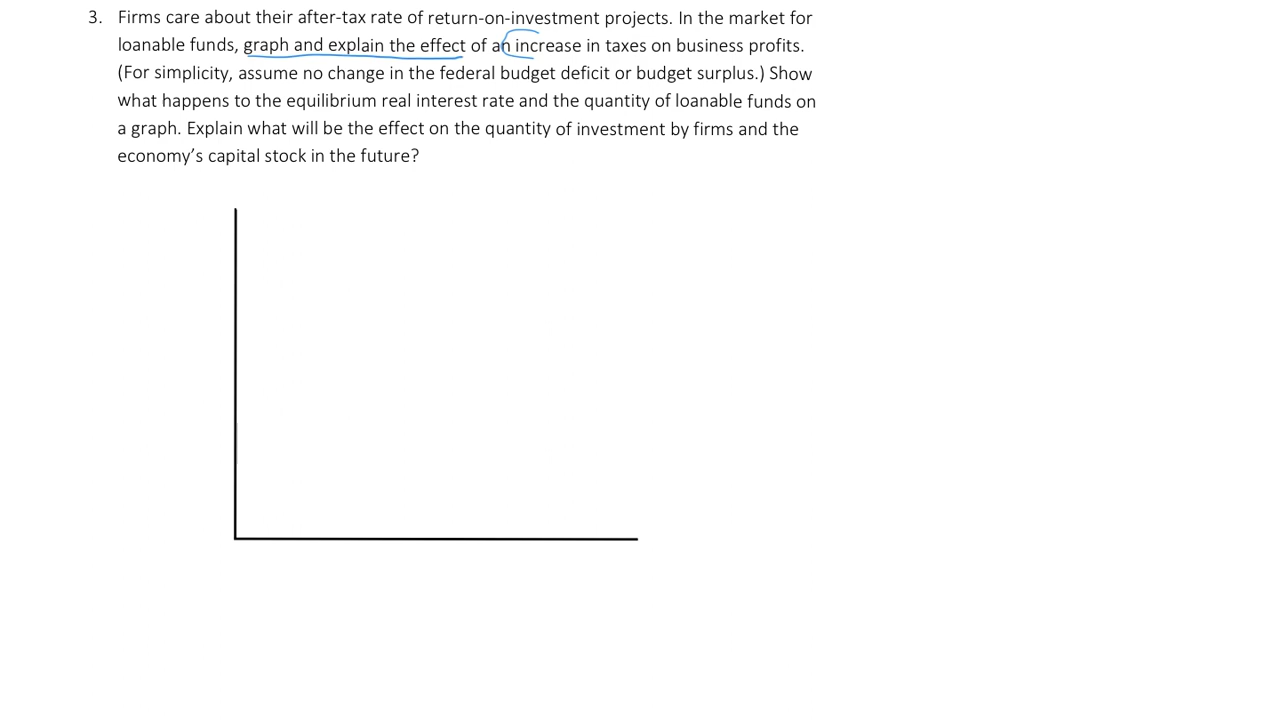 3. Firms care about their after-tax rate of return-on-investment projects. In the market for
loanable funds, graph and explain the effect of an increase in taxes on business profits.
(For simplicity, assume no change in the federal budget deficit or budget surplus.) Show
what happens to the equilibrium real interest rate and the quantity of loanable funds on
a graph. Explain what will be the effect on the quantity of investment by firms and the
economy’s capital stock in the future?